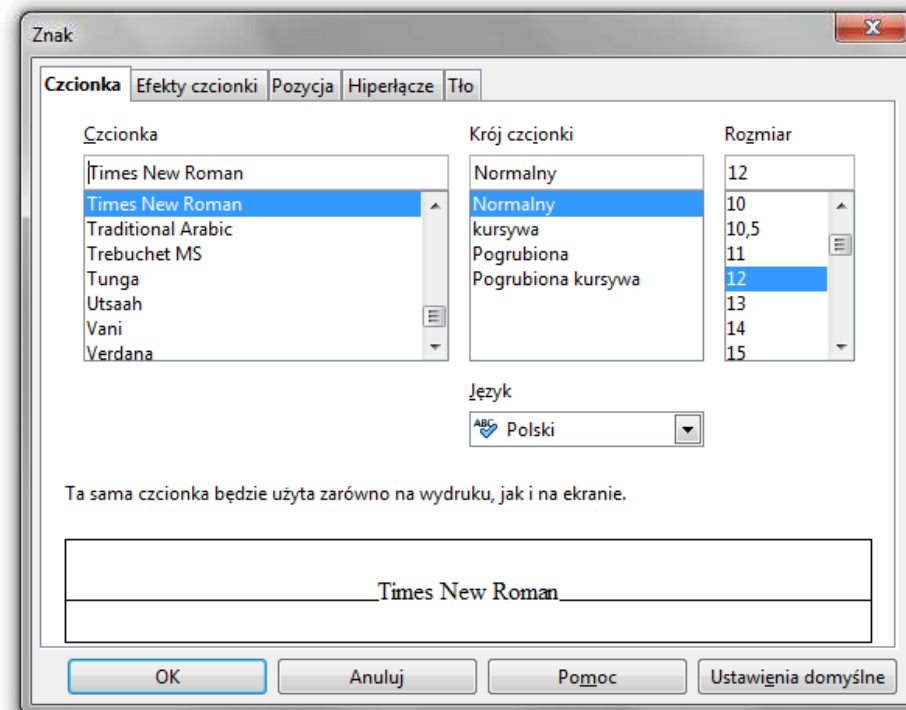 Znak
Czcionka Efekty czcionki Pozycja Hiperłącze Tło
Czcionka Krój czcionki Rozmiar
Times New Roman Normalny 12
Times New Roman Normalny 10
Traditional Arabic kursywa 10,5
Trebuchet MS Pogrubiona 11
Tunga Pogrubiona kursywa 12
Utsaah 13
Vani 14
Verdana 15
Język
ABC Polski
Ta sama czcionka będzie użyta zarówno na wydruku, jak i na ekranie.
Times New Roman
OK Anuluj Pomoc Ustawienia domyślne